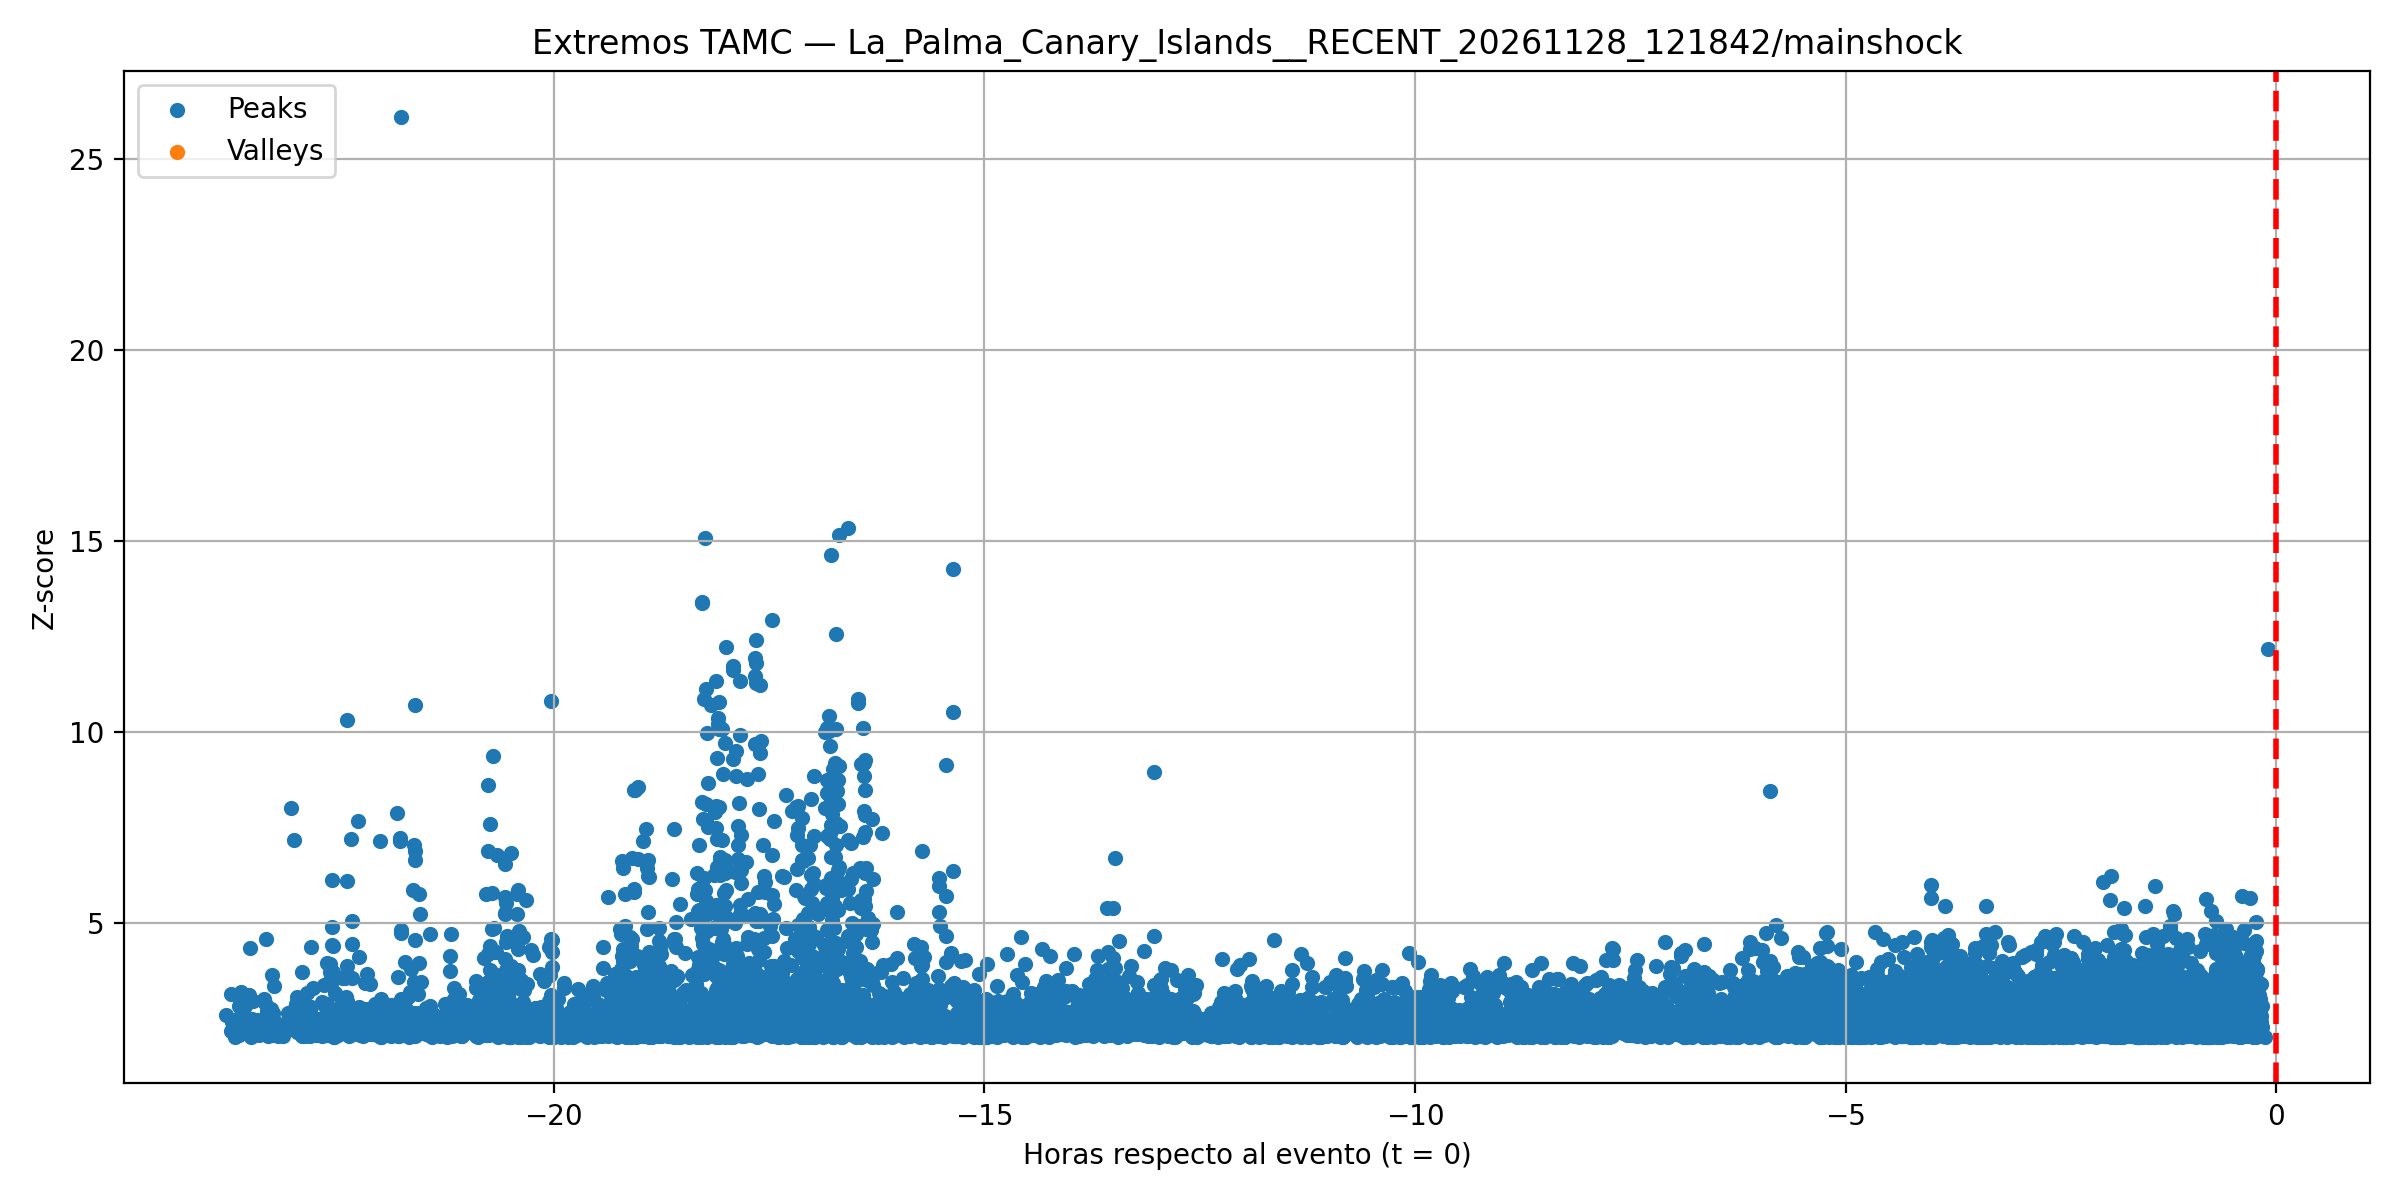 Extremos TAMC — La_Palma_Canary_Islands__RECENT_20261128_121842/mainshock
Peaks
Valleys
25
20
15
10
5
Z-score
−20
−15
−10
−5
0
Horas respecto al evento (t = 0)